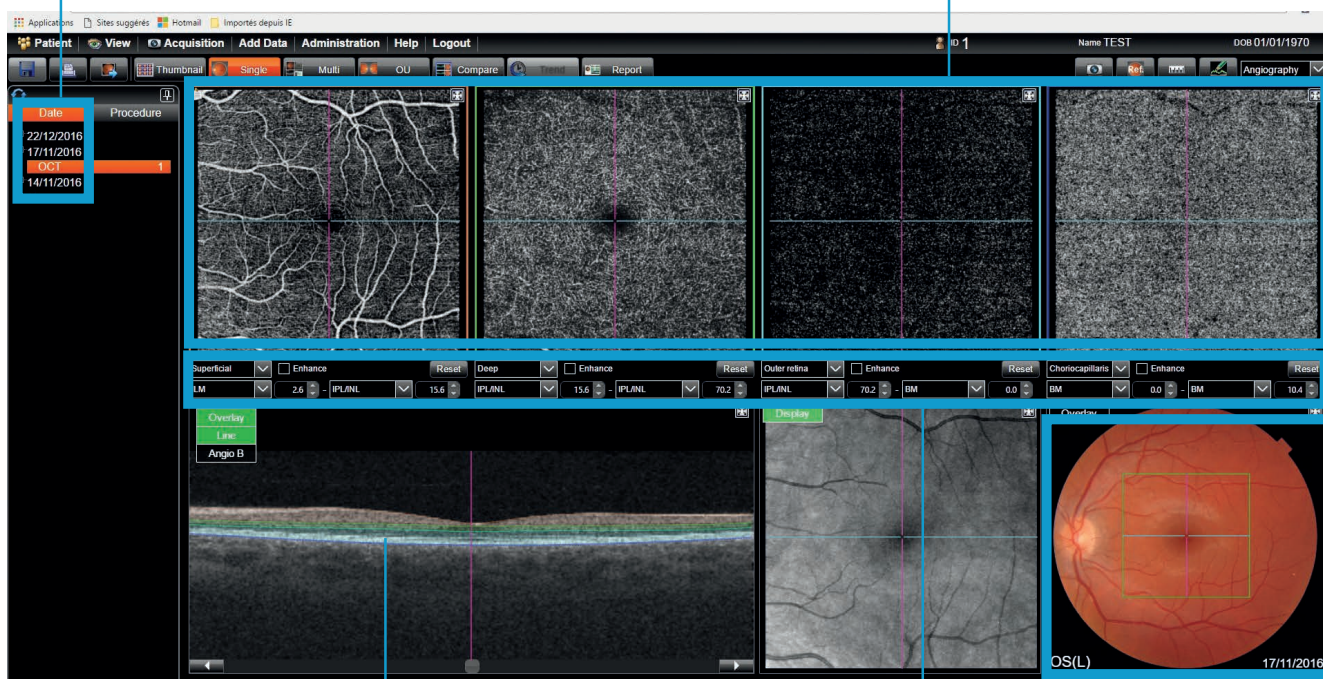 Applications Sites suggérés Hotmail Importés depuis IE
Patient View Acquisition Add Data Administration Help Logout ID 1 Name TEST DOB 01/01/1970
Thumbnail Single Multi OU Compare Trend Report Ref. Angiography
Date Procedure
22/12/2016
17/11/2016
OCT 1
14/11/2016
Superficial Enhance Reset Deep Enhance Reset Outer retina Enhance Reset Choriocapillaris Enhance Reset
ILM 2.6 - IPL/INL 15.6 IPL/INL 15.6 - IPL/INL 70.2 IPL/INL 70.2 - BM 0.0 BM 0.0 - BM 10.4
Overlay Display Overlay
Line
Angio B
OS(L) 17/11/2016